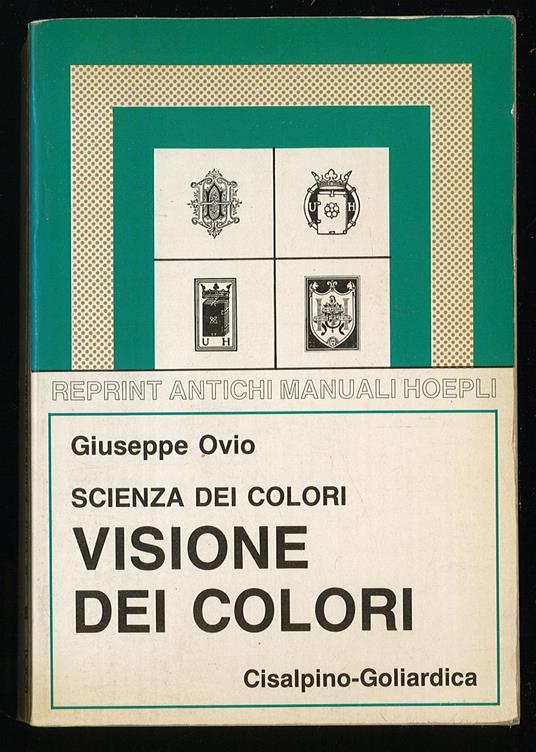 U H
U H
REPRINT ANTICHI MANUALI HOEPLI
Giuseppe Ovio
SCIENZA DEI COLORI
VISIONE
DEI COLORI
Cisalpino-Goliardica